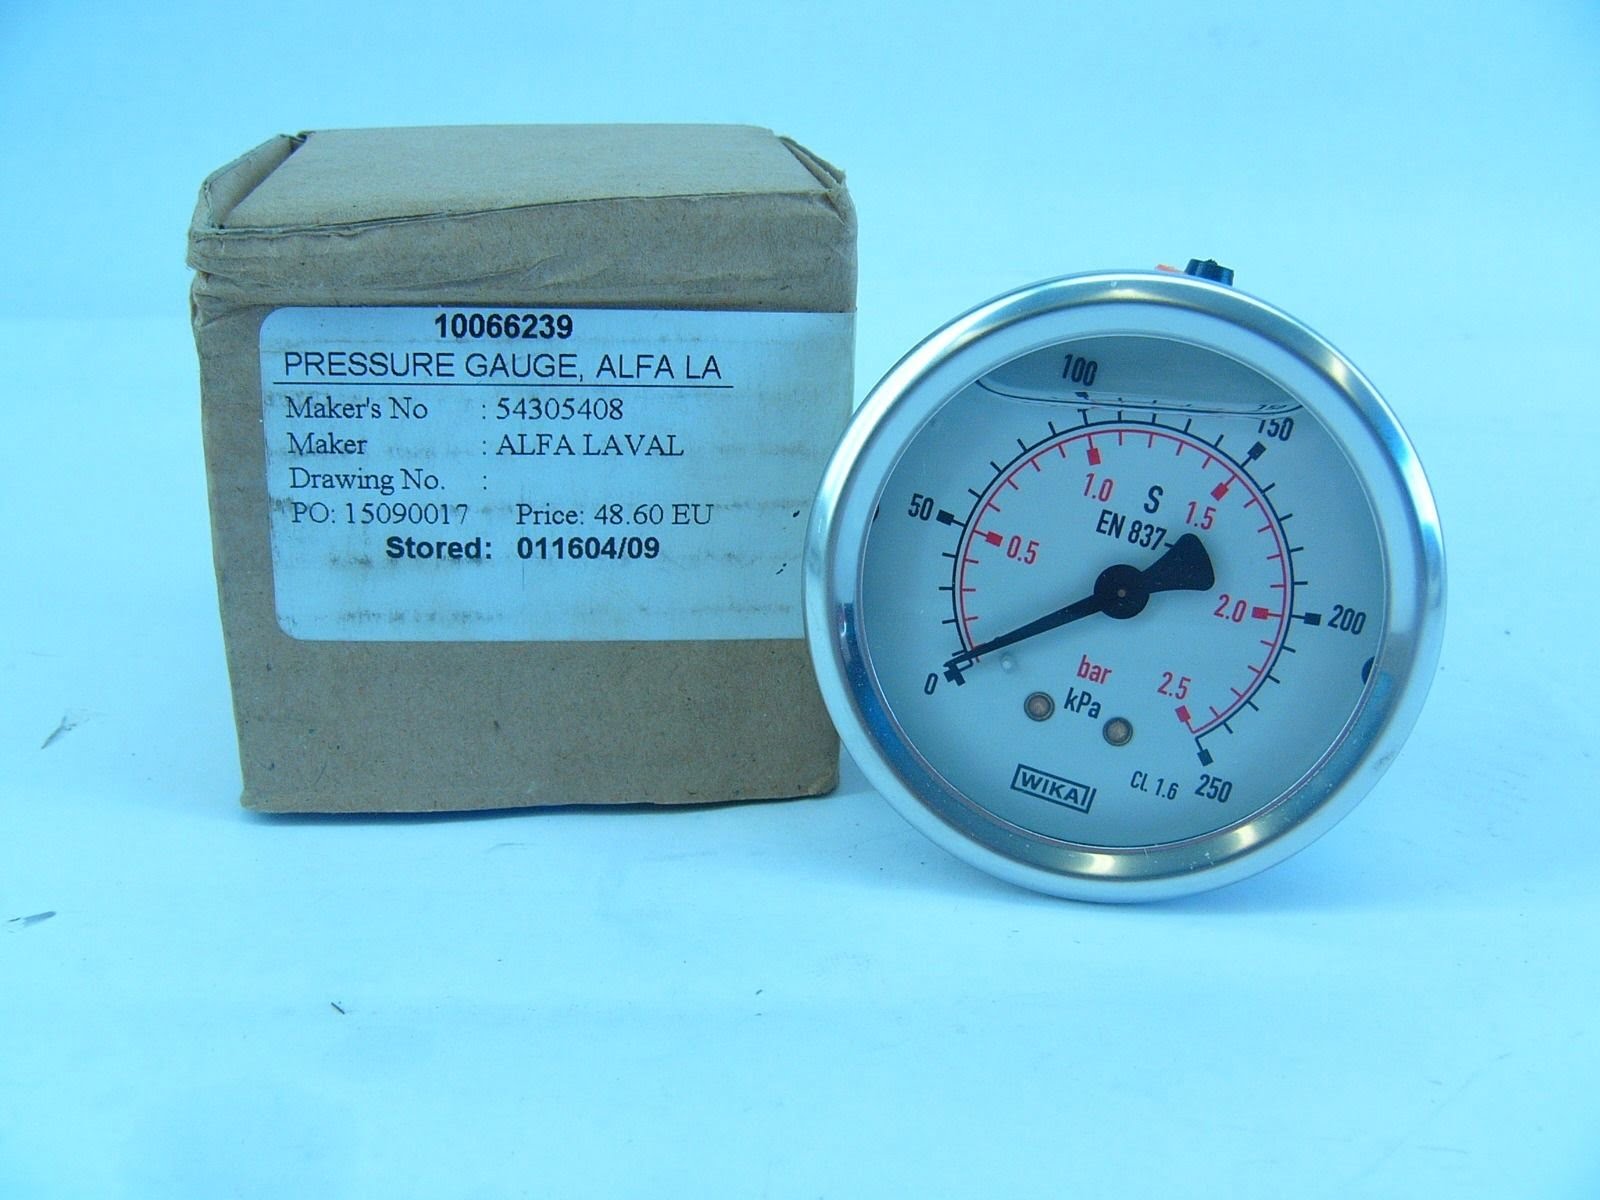 10066239
PRESSURE GAUGE, ALFA LA
Maker's No : 54305408
Maker : ALFA LAVAL
Drawing No. :
PO: 15090017 Price: 48.60 EU
Stored: 011604/09
0
50
100
150
200
250
0.5
1.0
1.5
2.0
2.5
S
EN 837-
bar
kPa
WIKA
CL. 1.6